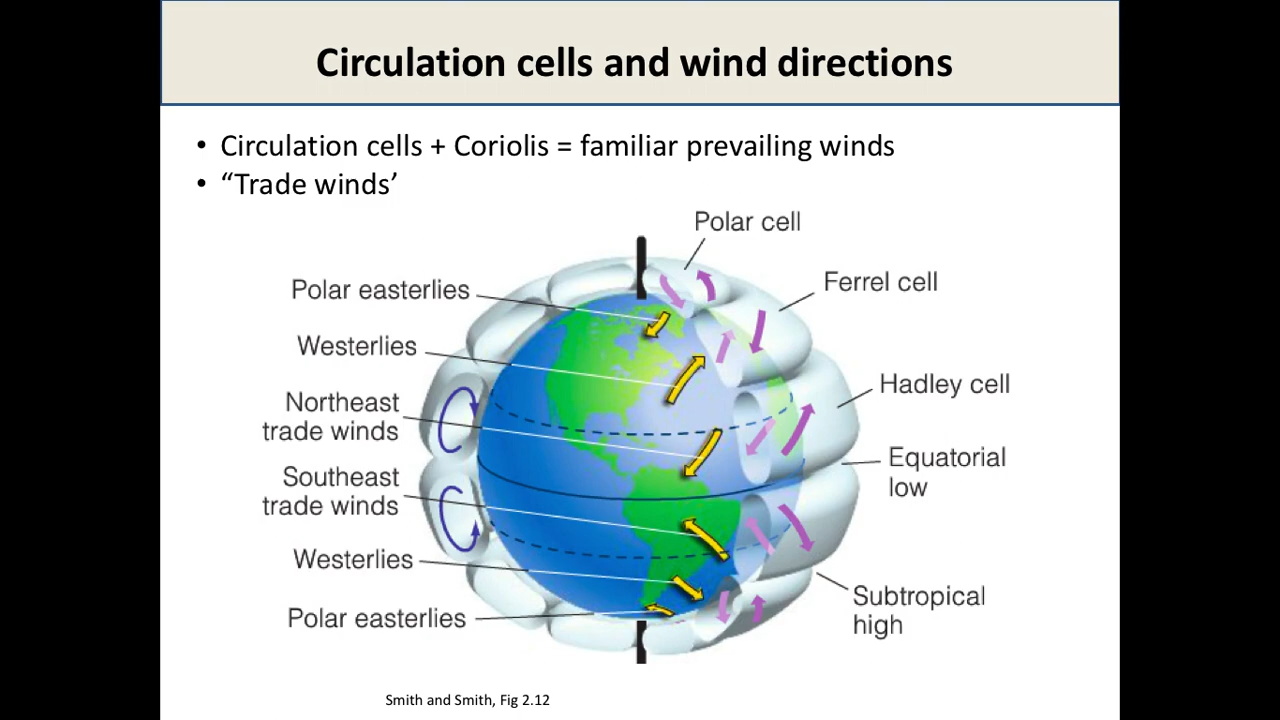 Circulation cells and wind directions
• Circulation cells + Coriolis = familiar prevailing winds
• “Trade winds’
Polar cell
Polar easterlies
Ferrel cell
Westerlies
Hadley cell
Northeast
trade winds
Equatorial
low
Southeast
trade winds
Westerlies
Subtropical
high
Polar easterlies
Smith and Smith, Fig 2.12